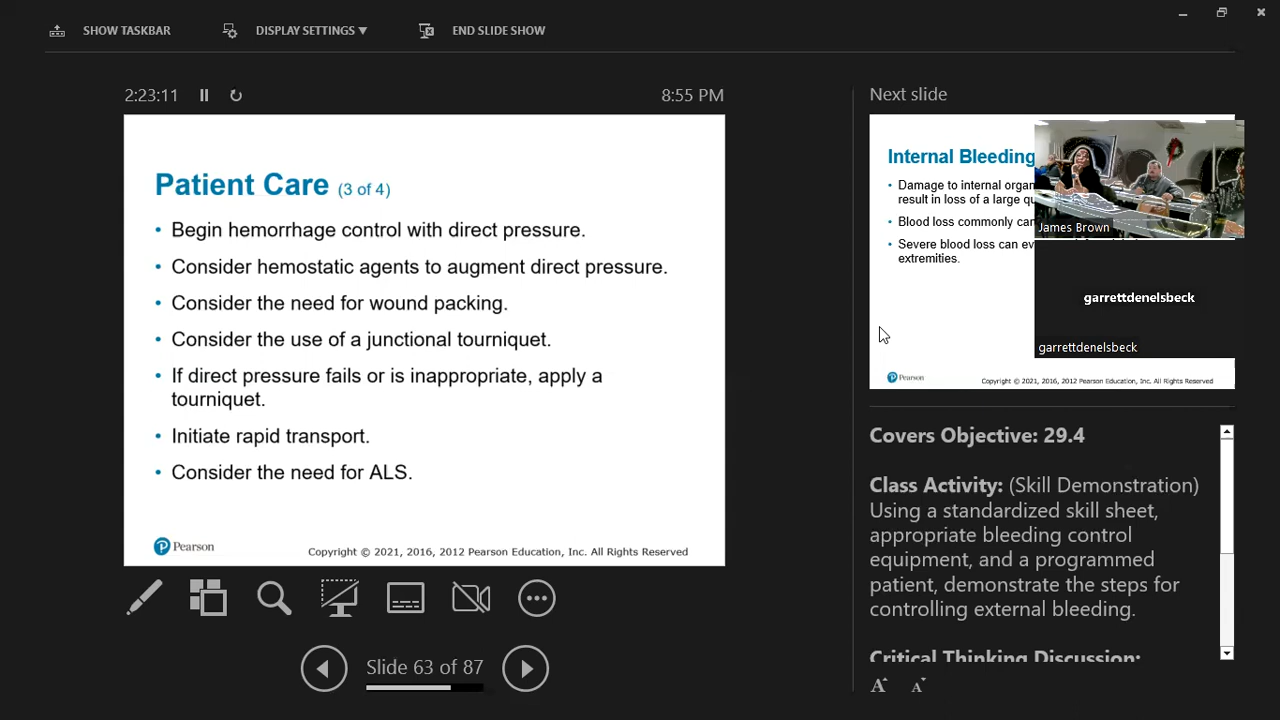 SHOW TASKBAR
DISPLAY SETTINGS ▼
END SLIDE SHOW
2:23:11
8:55 PM
Patient Care (3 of 4)
• Begin hemorrhage control with direct pressure.
• Consider hemostatic agents to augment direct pressure.
• Consider the need for wound packing.
• Consider the use of a junctional tourniquet.
• If direct pressure fails or is inappropriate, apply a
tourniquet.
• Initiate rapid transport.
• Consider the need for ALS.
Pearson
Copyright © 2021, 2016, 2012 Pearson Education, Inc. All Rights Reserved
Slide 63 of 87
Next slide
Internal Bleeding
• Damage to internal
result in loss of a large
• Blood loss commonly
• Severe blood loss can
extremities.
James Brown
garrettdenelsbeck
garrettdenelsbeck
Pearson
Copyright © 2021, 2016, 2012 Pearson Education, Inc. All Rights Reserved
Covers Objective: 29.4
Class Activity: (Skill Demonstration)
Using a standardized skill sheet,
appropriate bleeding control
equipment, and a programmed
patient, demonstrate the steps for
controlling external bleeding.
Critical Thinking Discussion:
A A